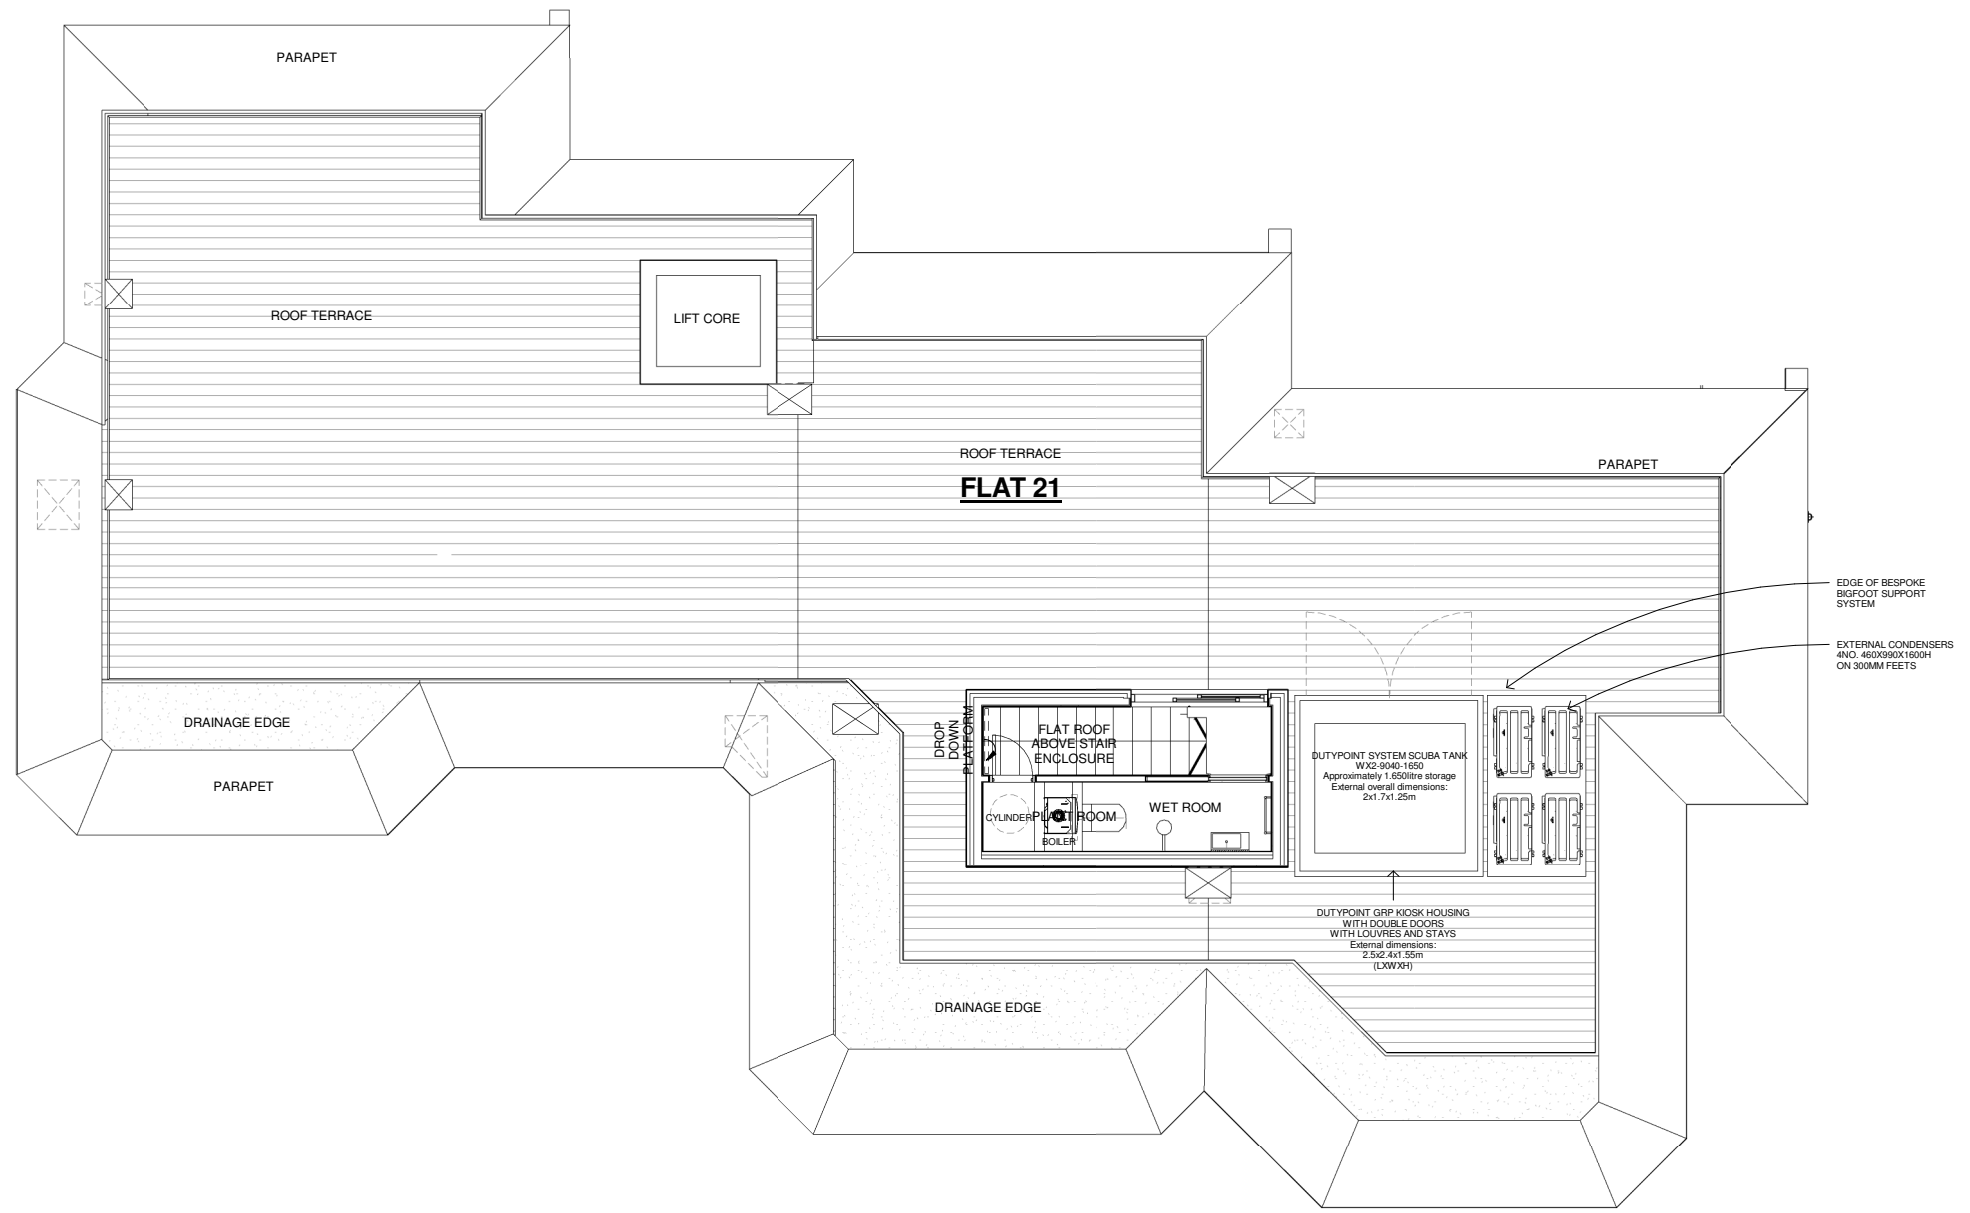 PARAPET
ROOF TERRACE
LIFT CORE
ROOF TERRACE
FLAT 21
PARAPET
EDGE OF BESPOKE
BIGFOOT SUPPORT
SYSTEM
EXTERNAL CONDENSERS
4NO. 460X990X1600H
ON 300MM FEETS
DRAINAGE EDGE
PARAPET
DROP
DOWN
PLATFORM
FLAT ROOF
ABOVE STAIR
ENCLOSURE
WET ROOM
CYLINDER
PLANT ROOM
BOILER
DUTYPOINT SYSTEM SCUBA TANK
WX2-9040-1650
Approximately 1.650litre storage
External overall dimensions:
2x1.7x1.25m
DUTYPOINT GRP KIOSK HOUSING
WITH DOUBLE DOORS
WITH LOUVRES AND STAYS
External dimensions:
2.5x2.4x1.55m
(LXWXH)
DRAINAGE EDGE